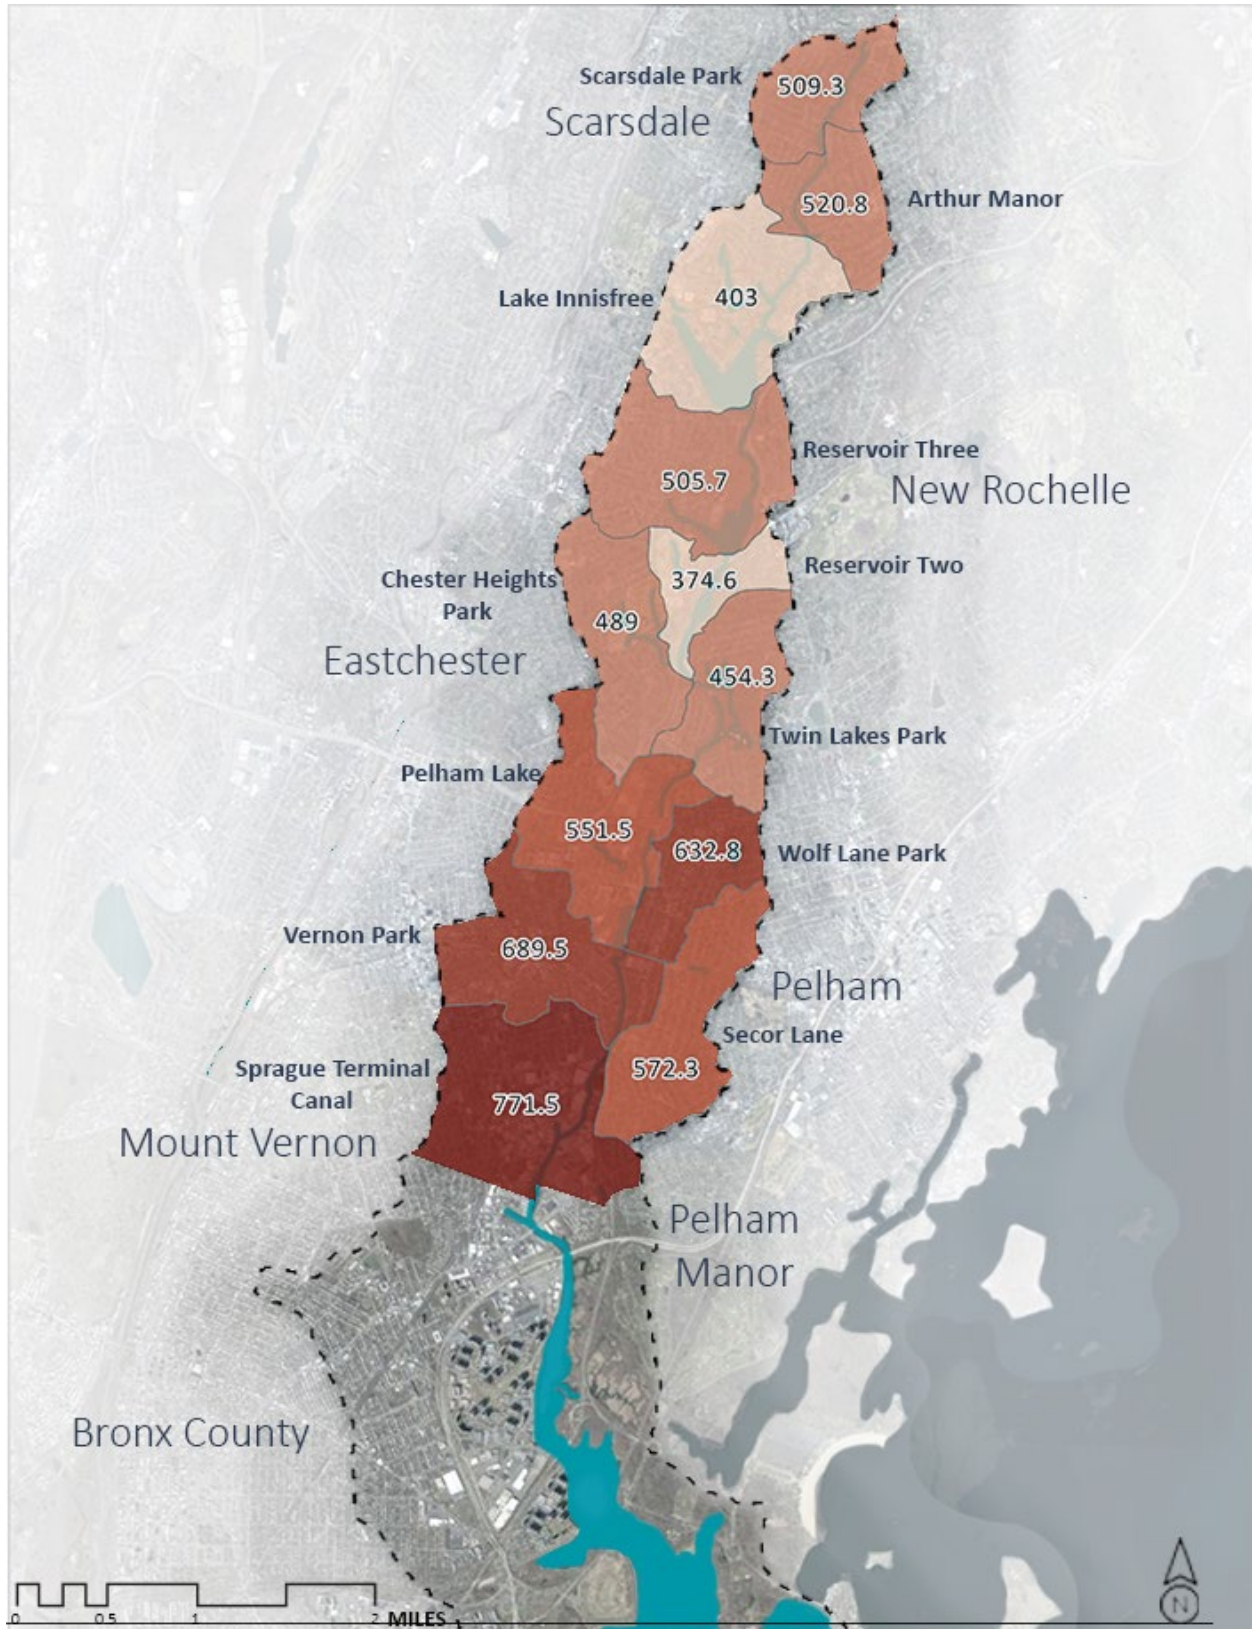 Scarsdale Park
509.3
Scarsdale
520.8
Arthur Manor
Lake Innisfree
403
Reservoir Three
505.7
New Rochelle
Reservoir Two
Chester Heights
Park
374.6
489
Eastchester
454.3
Twin Lakes Park
Pelham Lake
551.5
632.8
Wolf Lane Park
Vernon Park
689.5
Pelham
Secor Lane
Sprague Terminal
Canal
572.3
771.5
Mount Vernon
Pelham
Manor
Bronx County
0 0.5 1 2 MILES
N